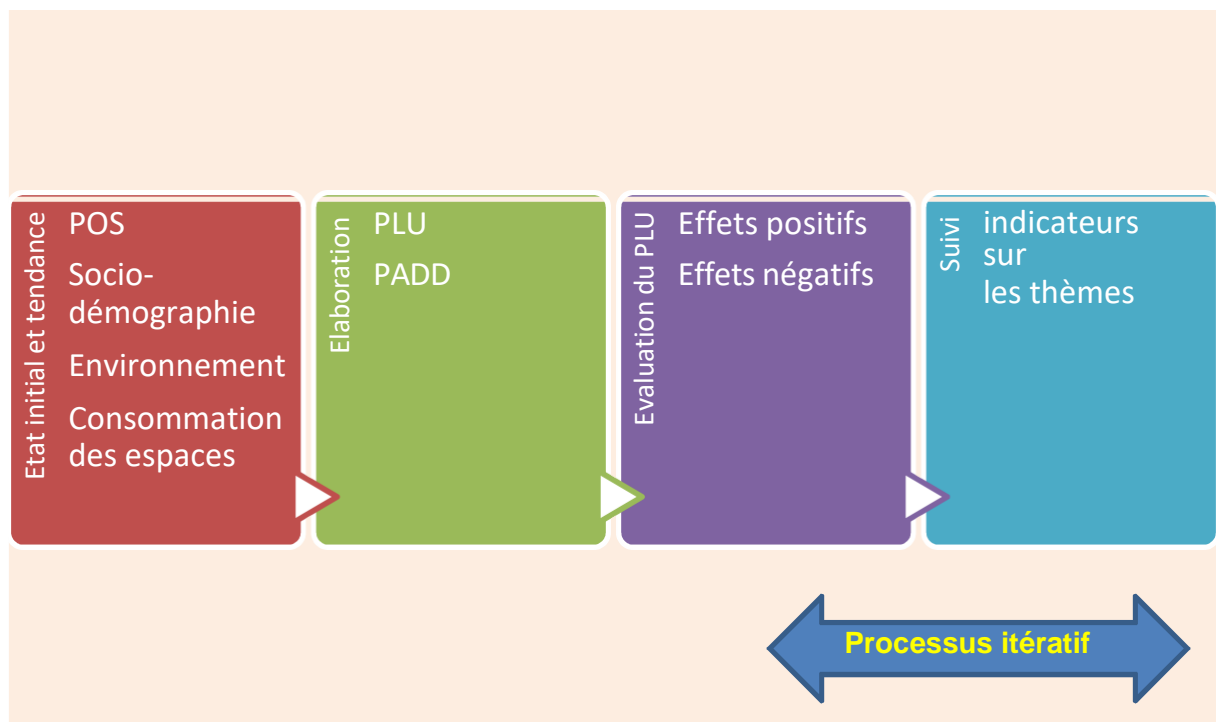 Etat initial et tendance
POS
Socio-
démographie
Environnement
Consommation
des espaces
Elaboration
PLU
PADD
Evaluation du PLU
Effets positifs
Effets négatifs
Suivi
indicateurs
sur
les thèmes
Processus itératif